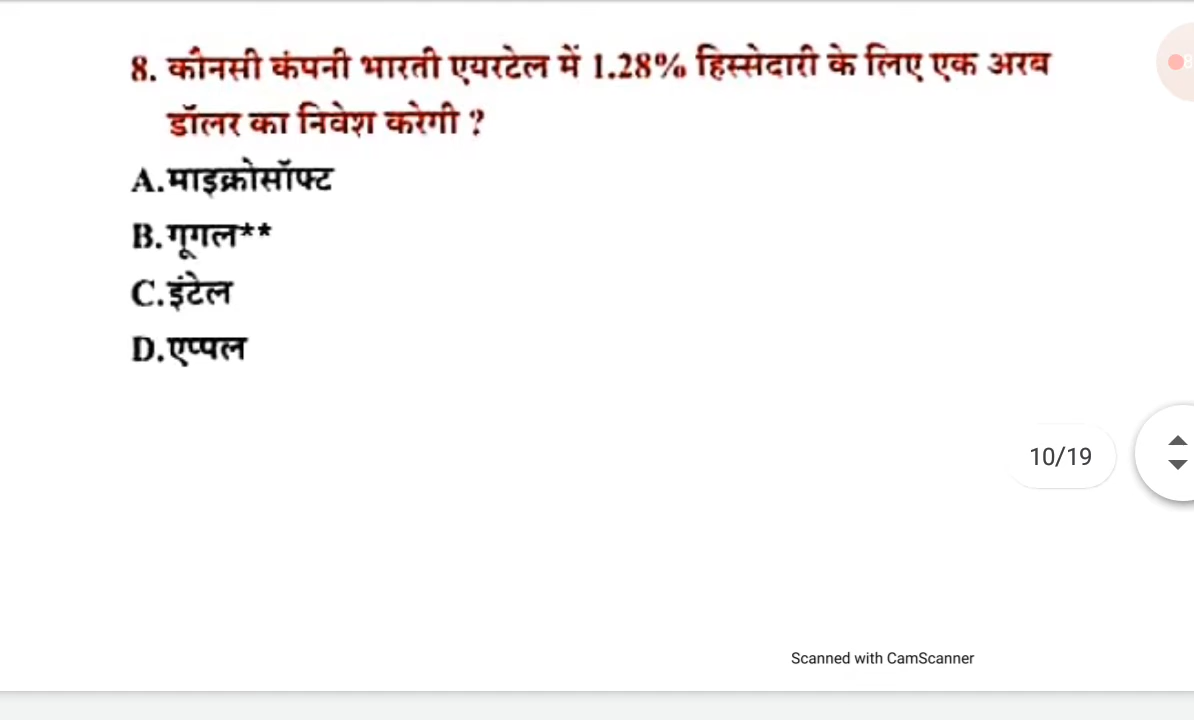 8. कौनसी कंपनी भारती एयरटेल में 1.28% हिस्सेदारी के लिए एक अरब
डॉलर का निवेश करेगी ?
A.माइक्रोसॉफ्ट
B.गूगल**
C.इंटेल
D.एप्पल
10/19
Scanned with CamScanner